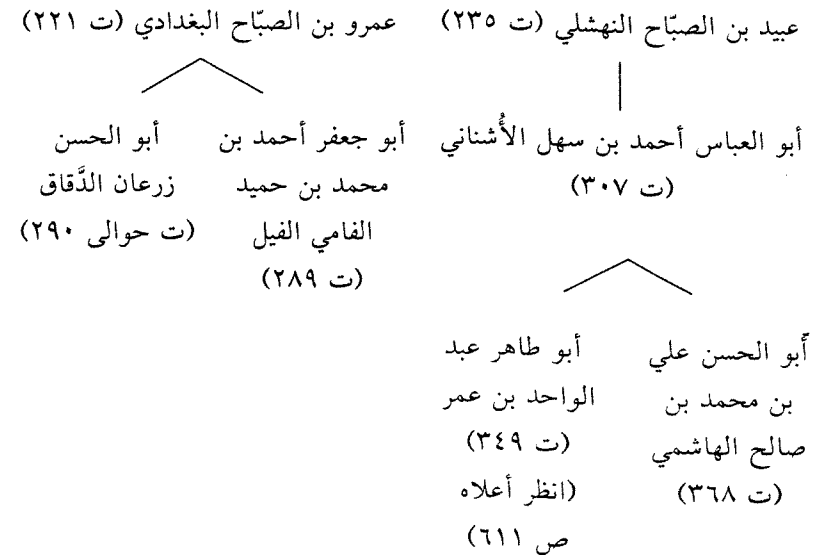 عبيد بن الصبّاح النهشلي (ت ٢٣٥)
عمرو بن الصبّاح البغدادي (ت ٢٢١)
أبو العباس أحمد بن سهل الأُشناني
(ت ٣٠٧)
أبو جعفر أحمد بن
محمد بن حميد
الفامي الفيل
(ت ٢٨٩)
أبو الحسن
زرعان الدَّقاق
(ت حوالى ٢٩٠)
أبو الحسن علي
بن محمد بن
صالح الهاشمي
(ت ٣٦٨)
أبو طاهر عبد
الواحد بن عمر
(ت ٣٤٩)
(انظر أعلاه
ص ٦١١)